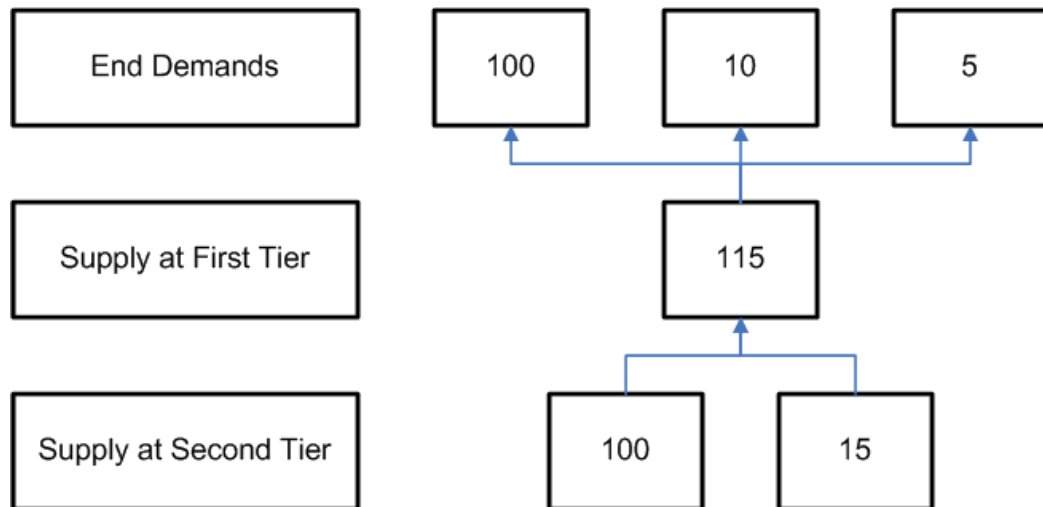 End Demands
100
10
5
Supply at First Tier
115
Supply at Second Tier
100
15